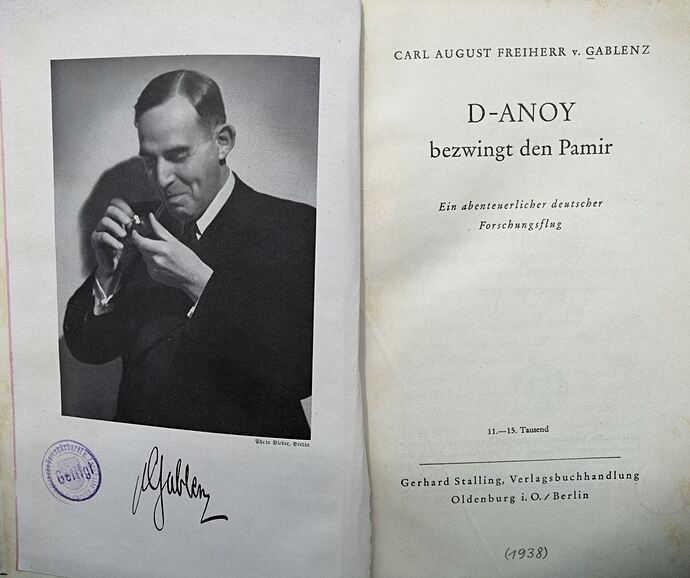 Photo Bieber, Berlin
Getilgt
Gablenz
CARL AUGUST FREIHERR v. GABLENZ
D-ANOY
bezwingt den Pamir
Ein abenteuerlicher deutscher
Forschungsflug
11.—15. Tausend
Gerhard Stalling, Verlagsbuchhandlung
Oldenburg i. O. / Berlin
(1938)